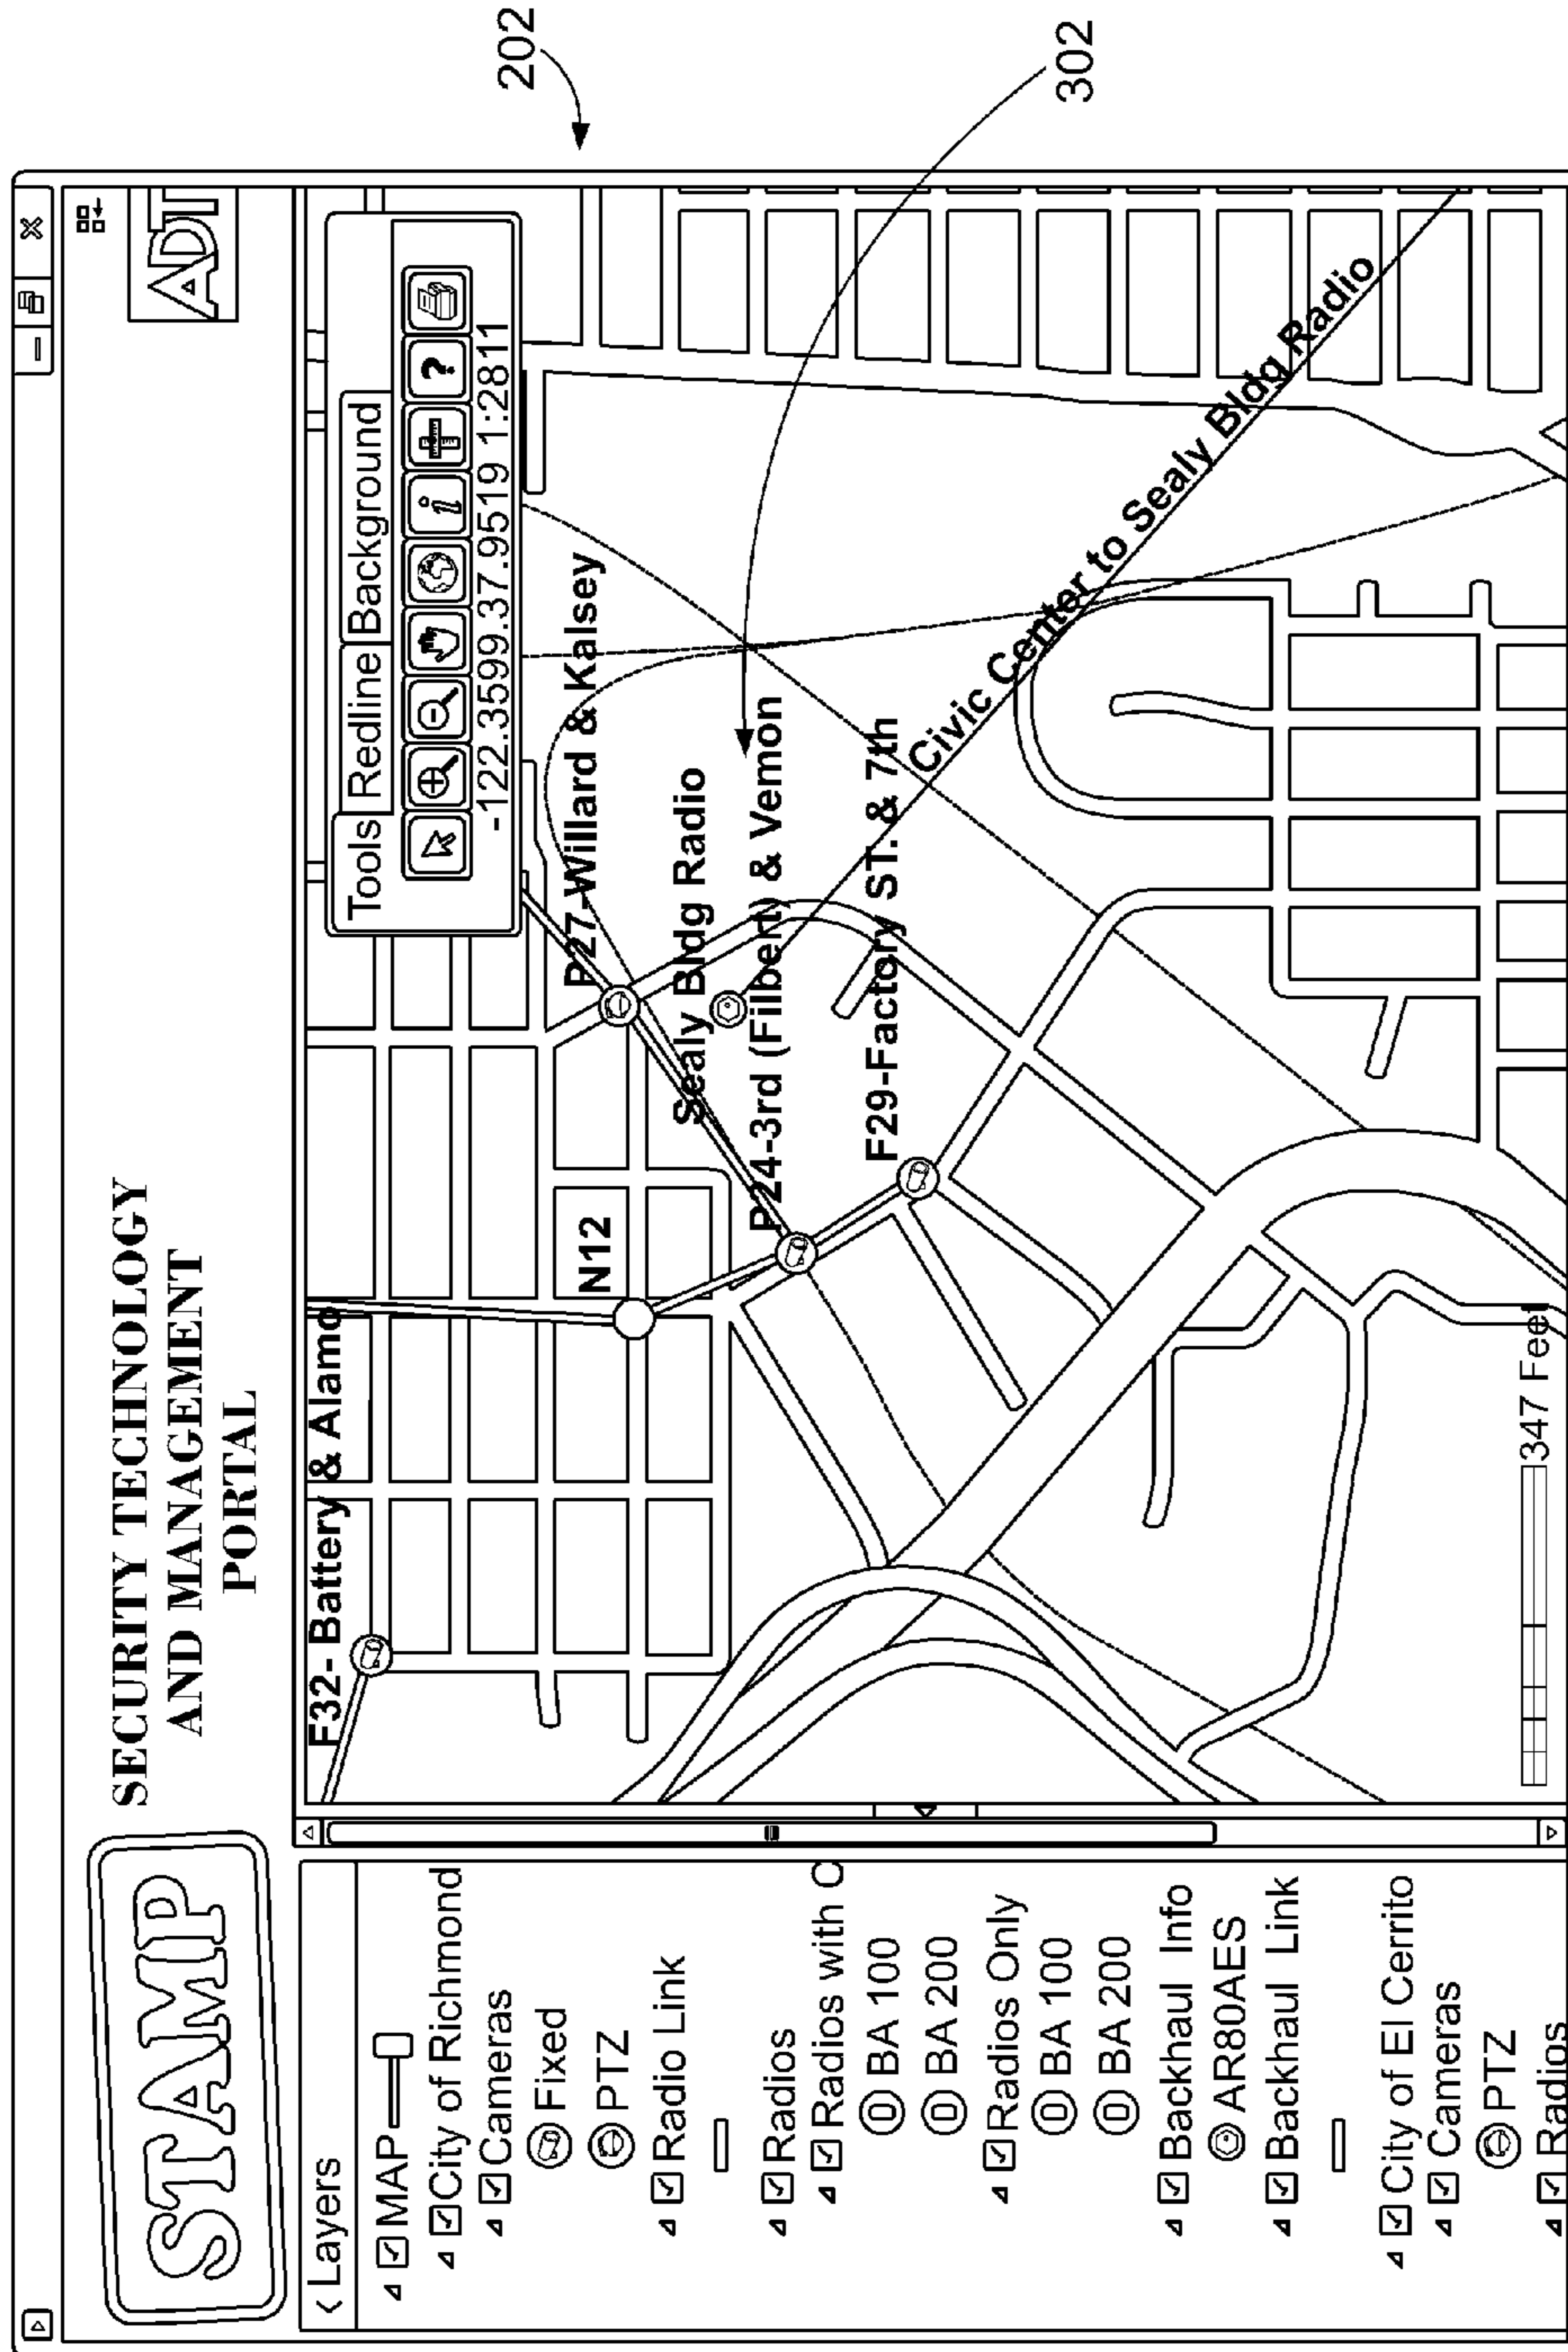 STAMP
SECURITY TECHNOLOGY
AND MANAGEMENT
PORTAL
ADT
< Layers
MAP
City of Richmond
Cameras
Fixed
PTZ
Radio Link
Radios
Radios with C
BA 100
BA 200
Radios Only
BA 100
BA 200
Backhaul Info
AR80AES
Backhaul Link
City of El Cerrito
Cameras
PTZ
Radios
Tools Redline Background
i ?
-122.3599.37.9519 1:2811
F32- Battery & Alamo
N12
P27-Willard & Kalsey
Sealy Bldg Radio
P24-3rd (Filbert) & Vemon
F29-Factory ST. & 7th
Civic Center to Sealy Bldg Radio
347 Feet
202
302